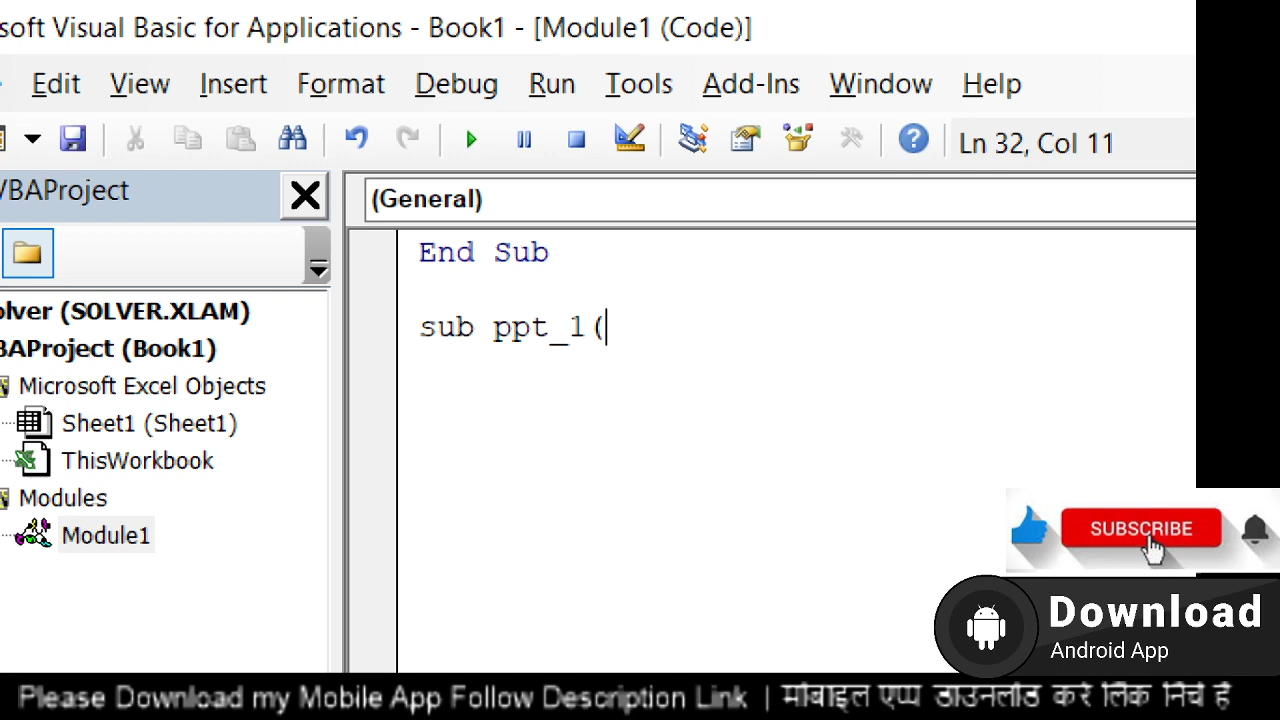 soft Visual Basic for Applications - Book1 - [Module1 (Code)]
Edit View Insert Format Debug Run Tools Add-Ins Window Help
Ln 32, Col 11
VBAProject
(General)
End Sub
sub ppt_1(
olver (SOLVER.XLAM)
BAProject (Book1)
Microsoft Excel Objects
Sheet1 (Sheet1)
ThisWorkbook
Modules
Module1
SUBSCRIBE
Download
Android App
Please Download my Mobile App Follow Description Link | मोबाइल एप्प डाउनलोड करे लिंक निचे है